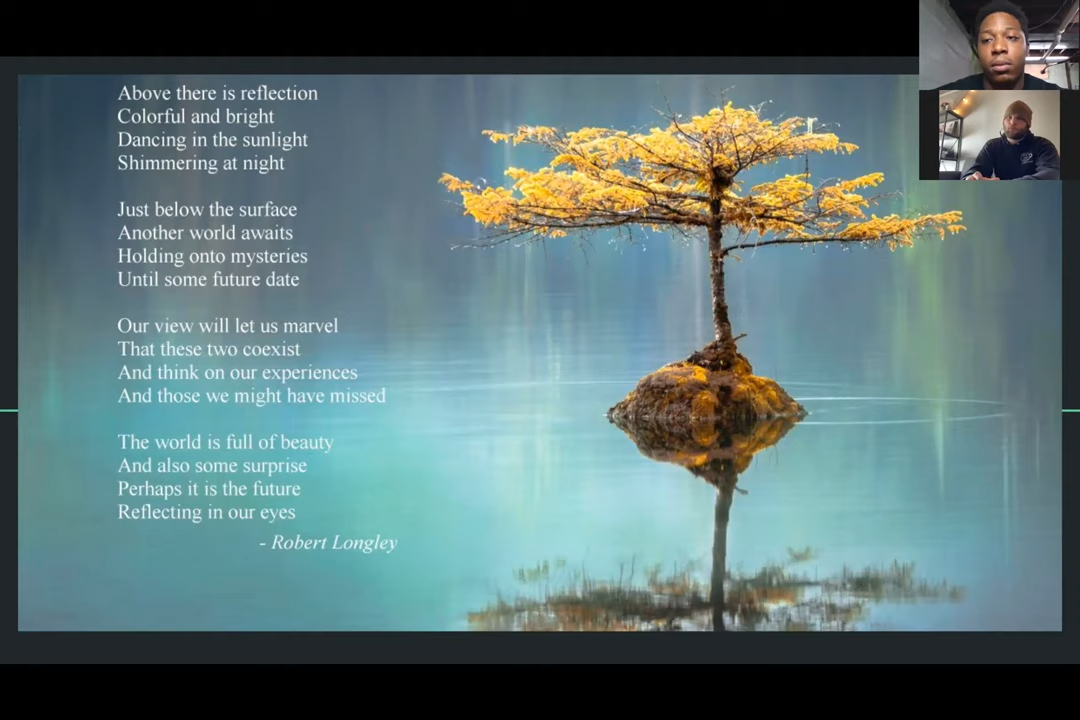 Above there is reflection
Colorful and bright
Dancing in the sunlight
Shimmering at night
Just below the surface
Another world awaits
Holding onto mysteries
Until some future date
Our view will let us marvel
That these two coexist
And think on our experiences
And those we might have missed
The world is full of beauty
And also some surprise
Perhaps it is the future
Reflecting in our eyes
- Robert Longley